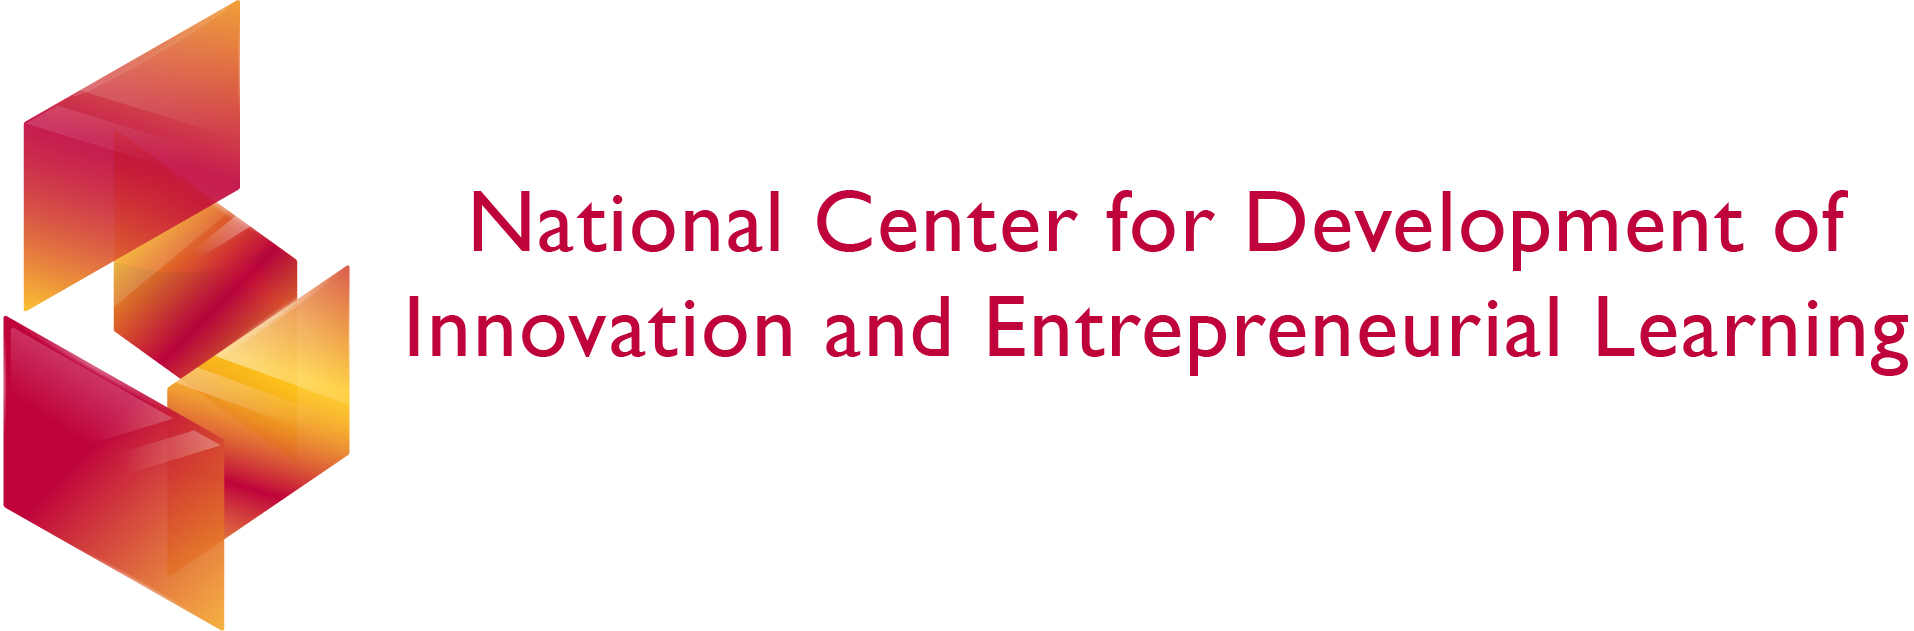 National Center for Development of
Innovation and Entrepreneurial Learning